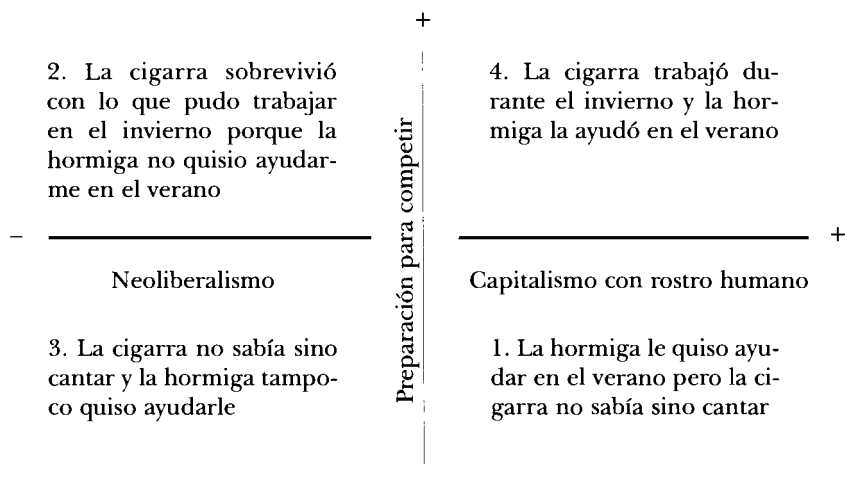 +
2. La cigarra sobrevivió
con lo que pudo trabajar
en el invierno porque la
hormiga no quisio ayudar-
me en el verano
4. La cigarra trabajó du-
rante el invierno y la hor-
miga la ayudó en el verano
Preparación para competir
–
+
Neoliberalismo
Capitalismo con rostro humano
3. La cigarra no sabía sino
cantar y la hormiga tampo-
co quiso ayudarle
1. La hormiga le quiso ayu-
dar en el verano pero la ci-
garra no sabía sino cantar